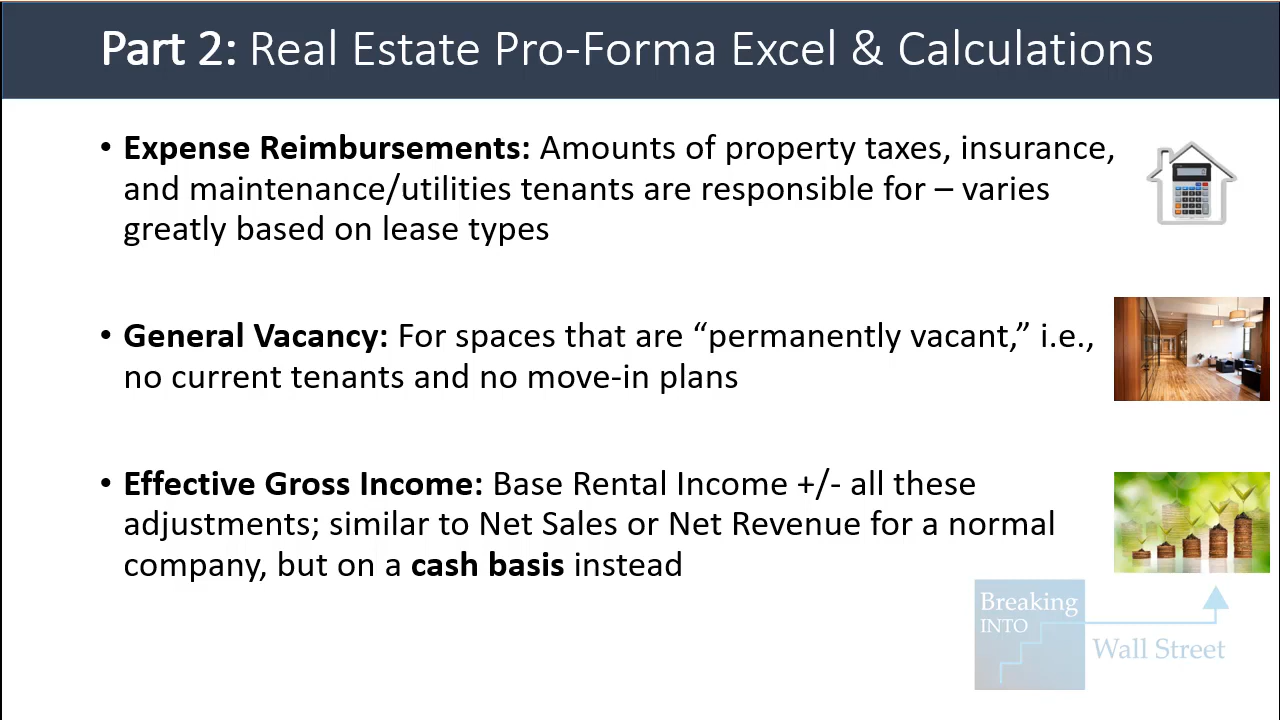 Part 2: Real Estate Pro-Forma Excel & Calculations
• Expense Reimbursements: Amounts of property taxes, insurance,
and maintenance/utilities tenants are responsible for – varies
greatly based on lease types
• General Vacancy: For spaces that are “permanently vacant,” i.e.,
no current tenants and no move-in plans
• Effective Gross Income: Base Rental Income +/- all these
adjustments; similar to Net Sales or Net Revenue for a normal
company, but on a cash basis instead
Breaking
INTO
Wall Street